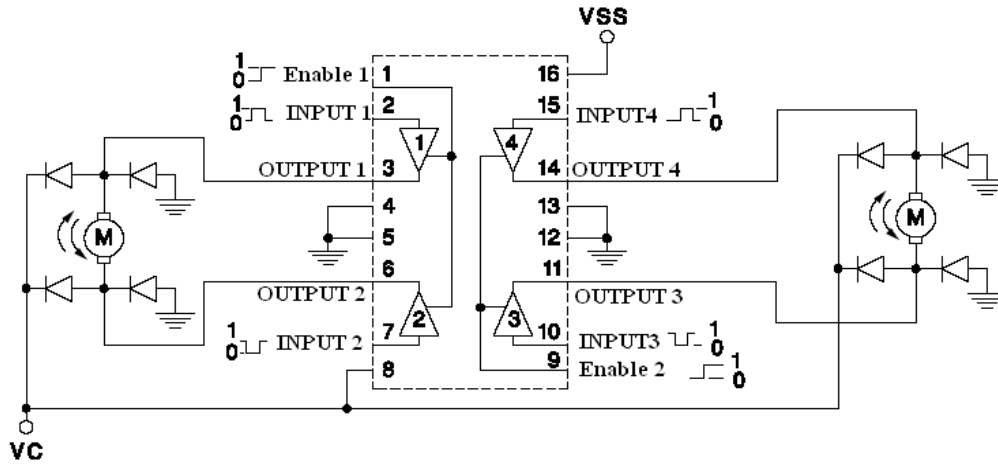 VSS
1
0 Enable 1 1
16
1
0 INPUT 1 2
15 INPUT4 1
0
1
4
OUTPUT 1 3
14 OUTPUT 4
4
13
M
M
5
12
6
11
OUTPUT 2
OUTPUT 3
2
3
1
0 INPUT 2 7
10 INPUT3 1
0
9 Enable 2 1
0
8
VC